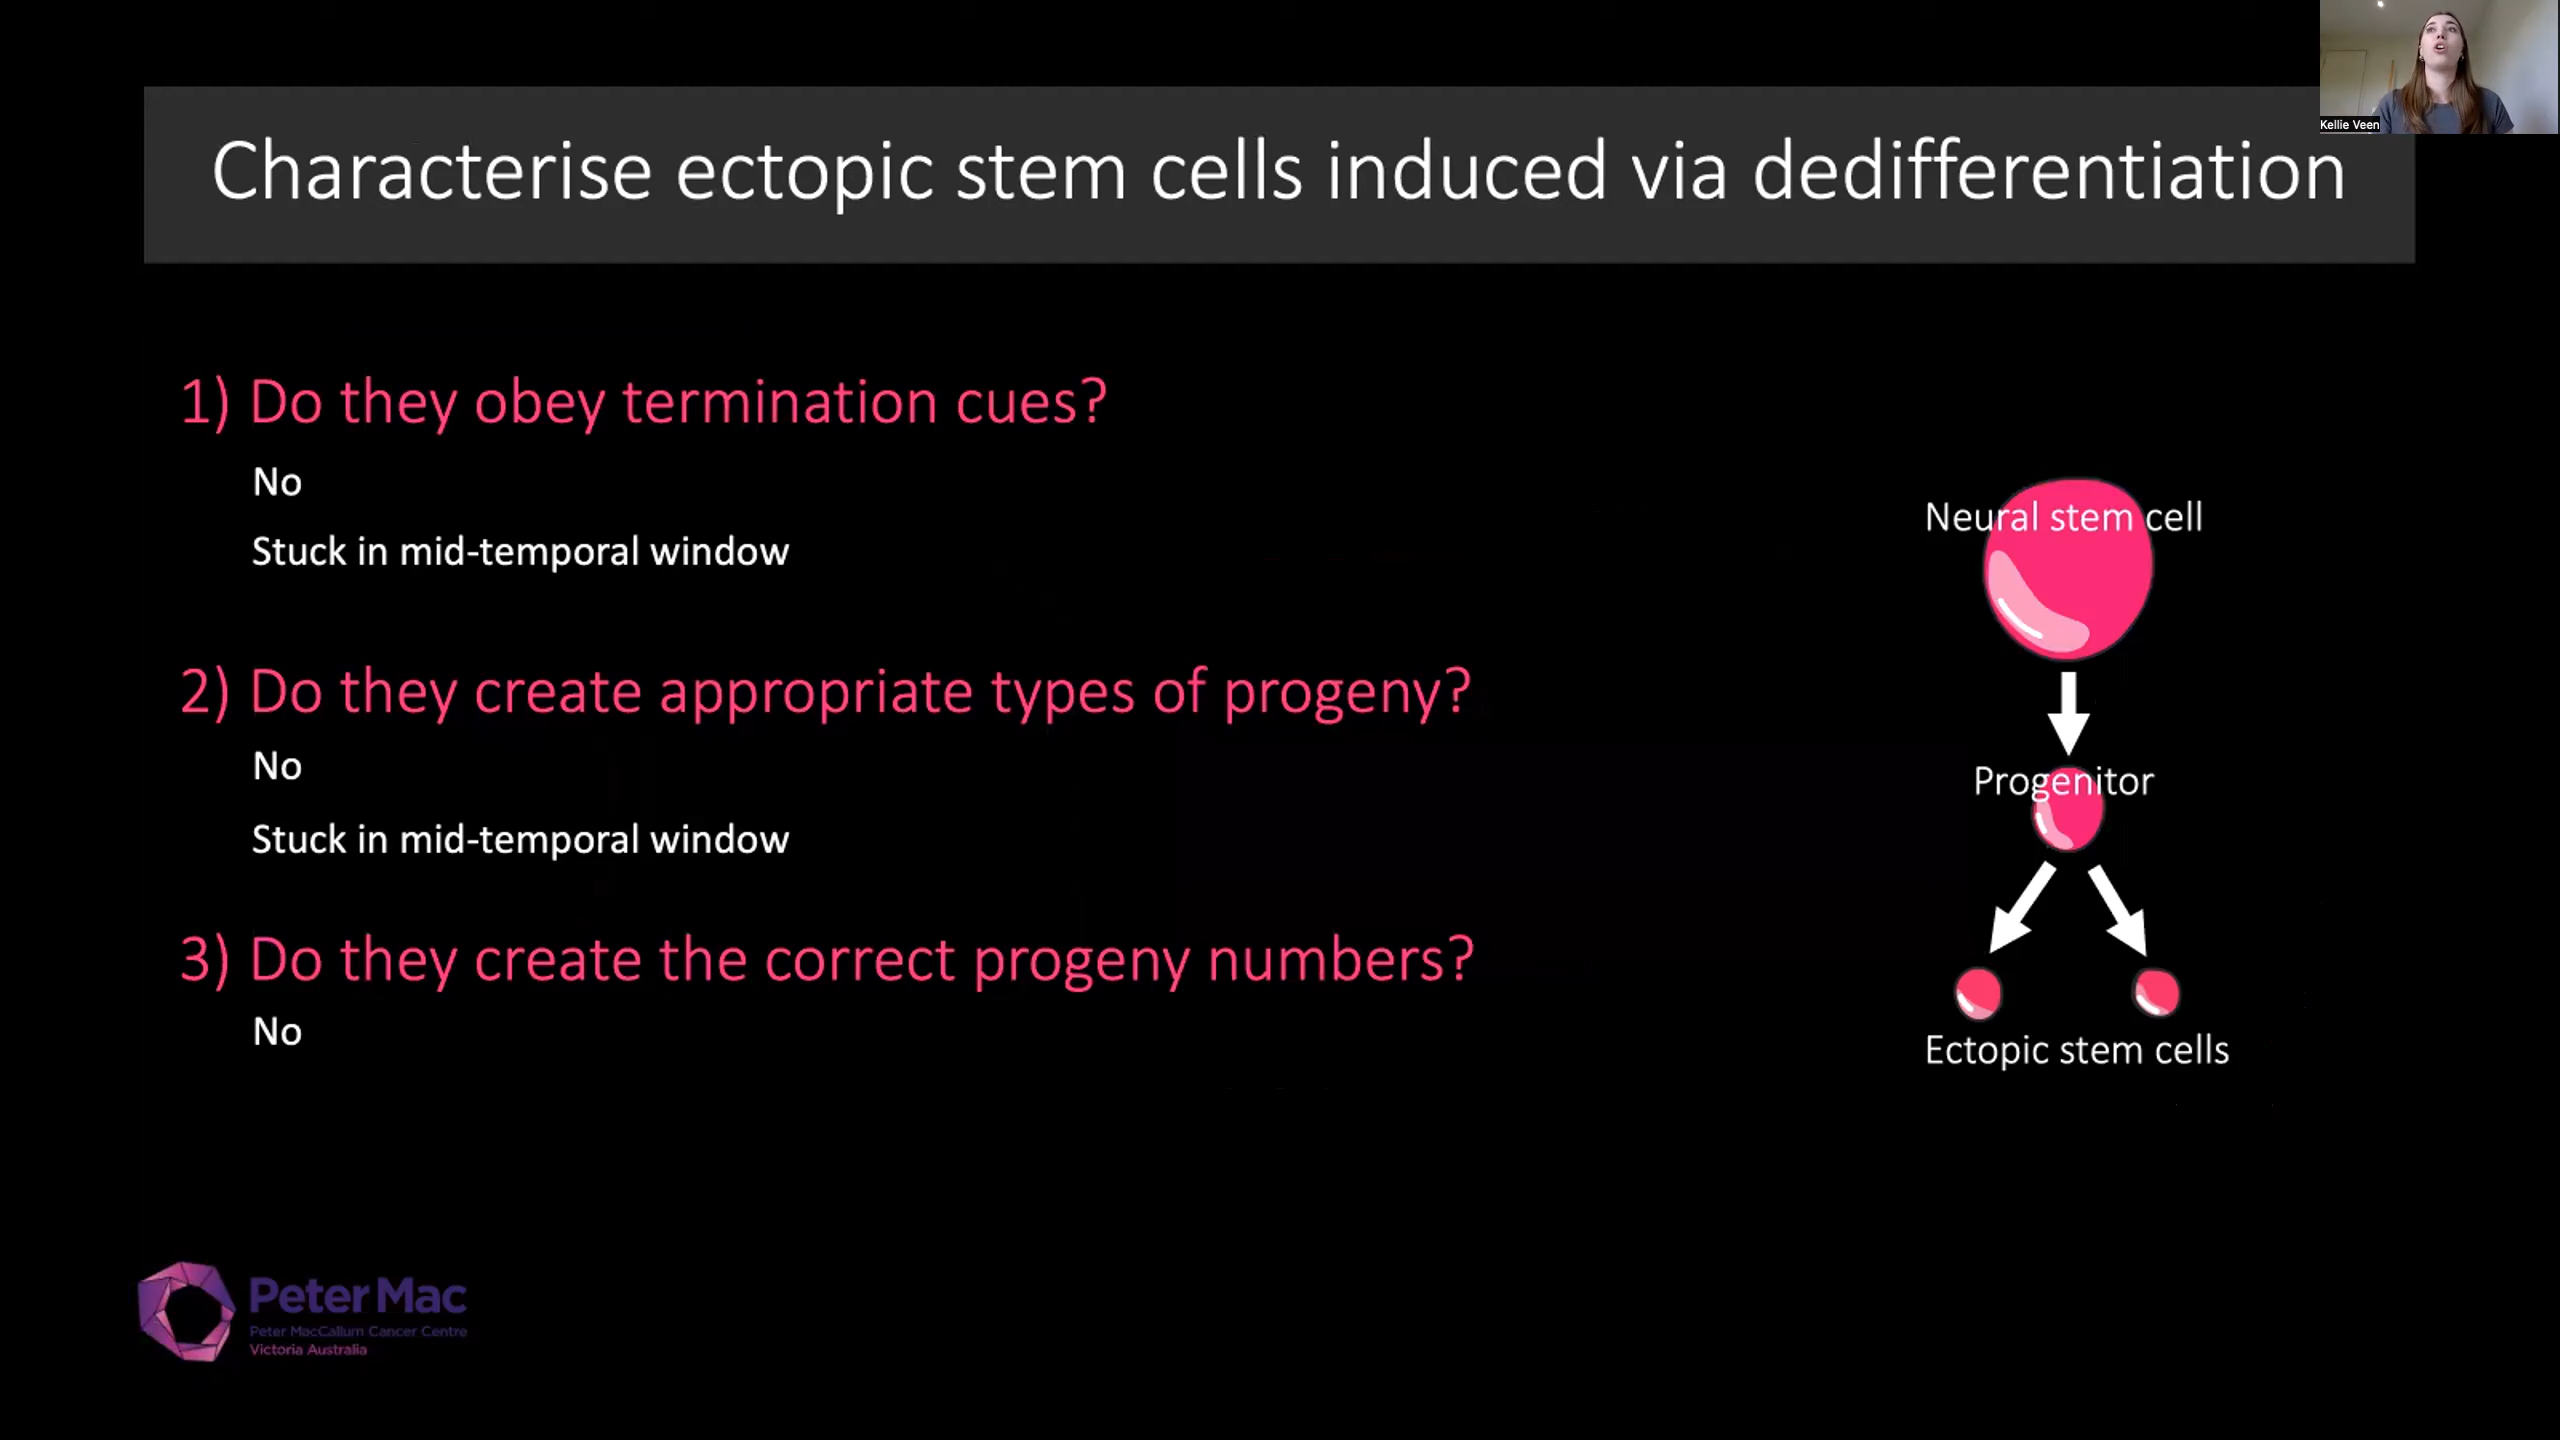 Kellie Veen
Characterise ectopic stem cells induced via dedifferentiation
1) Do they obey termination cues?
No
Stuck in mid-temporal window
2) Do they create appropriate types of progeny?
No
Stuck in mid-temporal window
3) Do they create the correct progeny numbers?
No
Neural stem cell
Progenitor
Ectopic stem cells
Peter Mac
Peter MacCallum Cancer Centre
Victoria Australia